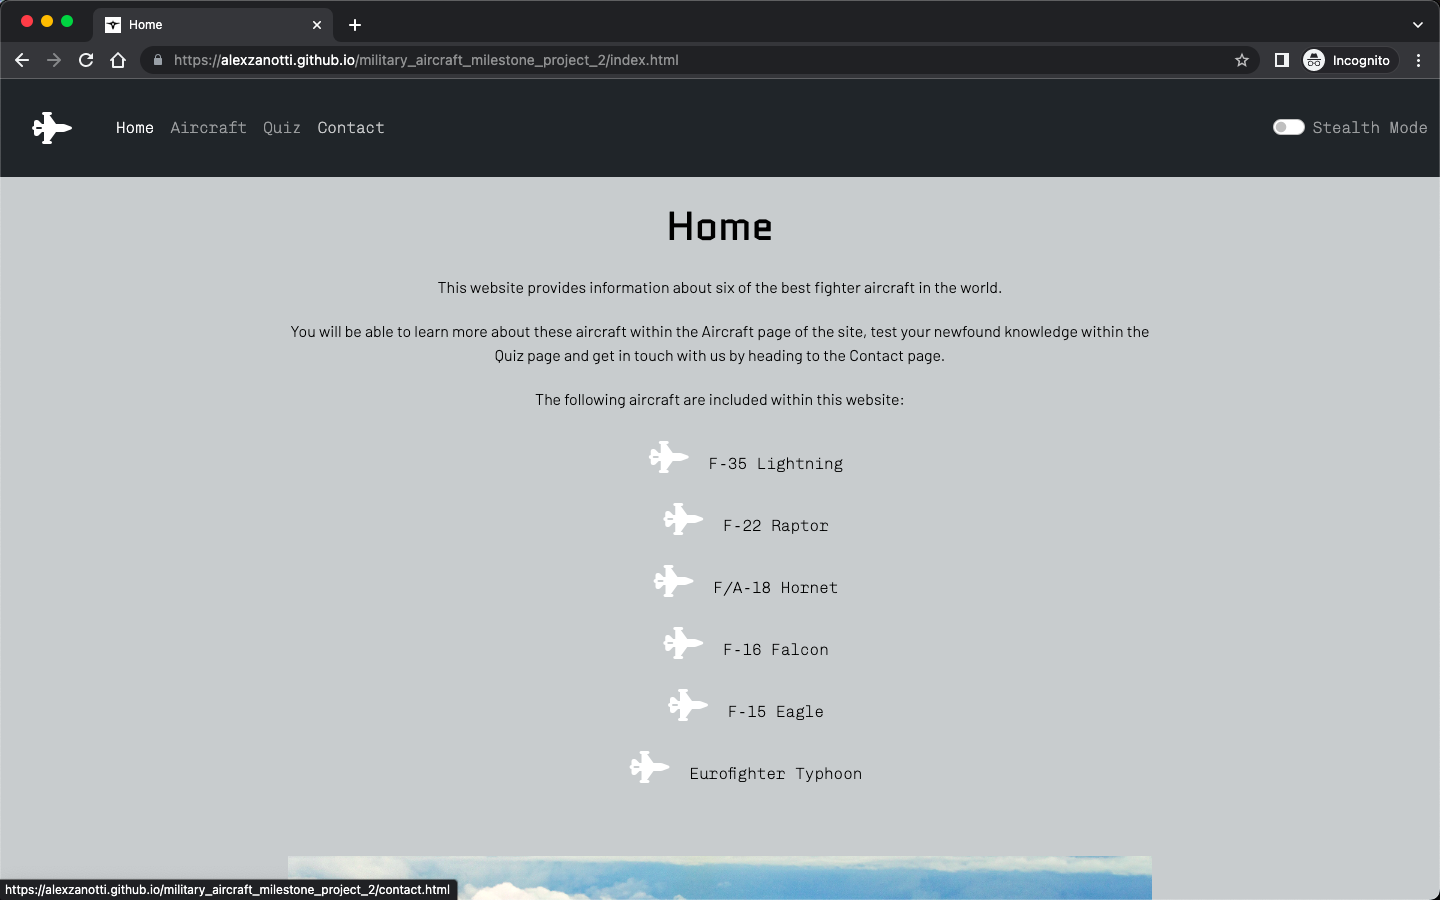 Home
https://alexzanotti.github.io/military_aircraft_milestone_project_2/index.html
Incognito
Home Aircraft Quiz Contact
Stealth Mode
Home
This website provides information about six of the best fighter aircraft in the world.
You will be able to learn more about these aircraft within the Aircraft page of the site, test your newfound knowledge within the
Quiz page and get in touch with us by heading to the Contact page.
The following aircraft are included within this website:
F-35 Lightning
F-22 Raptor
F/A-18 Hornet
F-16 Falcon
F-15 Eagle
Eurofighter Typhoon
https://alexzanotti.github.io/military_aircraft_milestone_project_2/contact.html